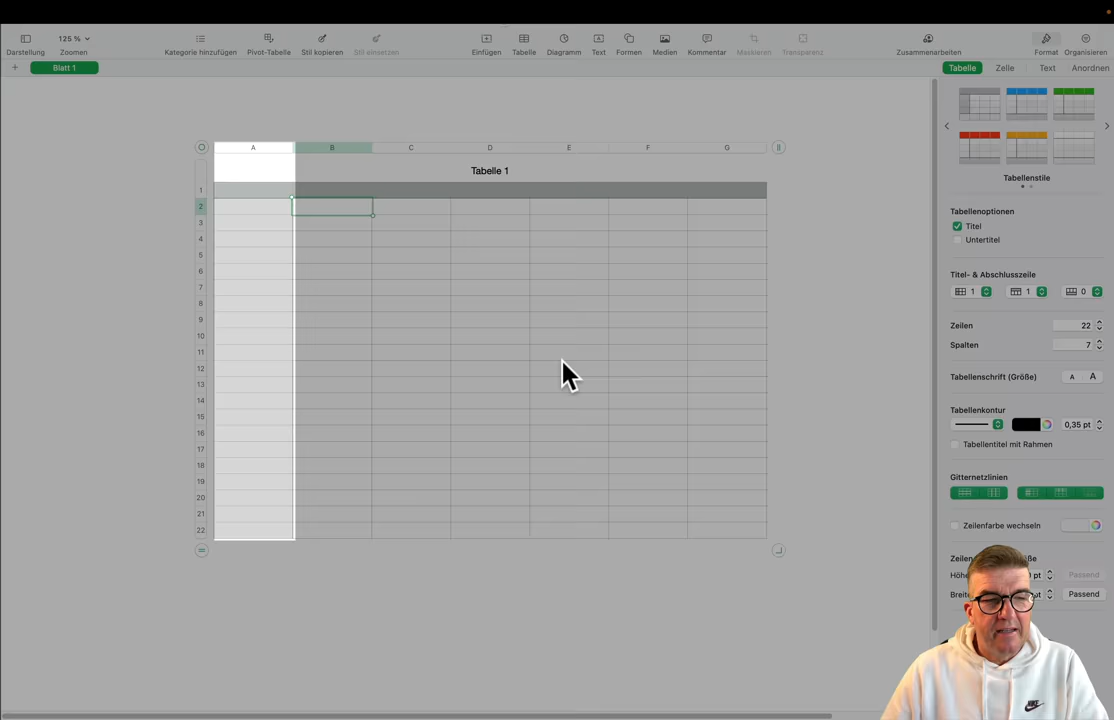 125 %
Darstellung Zoomen Kategorie hinzufügen Pivot-Tabelle Stil kopieren Stil einsetzen Einfügen Tabelle Diagramm Text Formen Medien Kommentar Maskieren Transparenz Zusammenarbeiten Format Organisieren
+ Blatt 1 Tabelle Zelle Text Anordnen
A B C D E F G
Tabelle 1
1
2
3
4
5
6
7
8
9
10
11
12
13
14
15
16
17
18
19
20
21
22
Tabellenstile
Tabellenoptionen
Titel
Untertitel
Titel- & Abschlusszeile
1 1 0
Zeilen 22
Spalten 7
Tabellenschrift (Größe) A A
Tabellenkontur
0,35 pt
Tabellentitel mit Rahmen
Gitternetzlinien
Zeilenfarbe wechseln
pt Passend
Passend